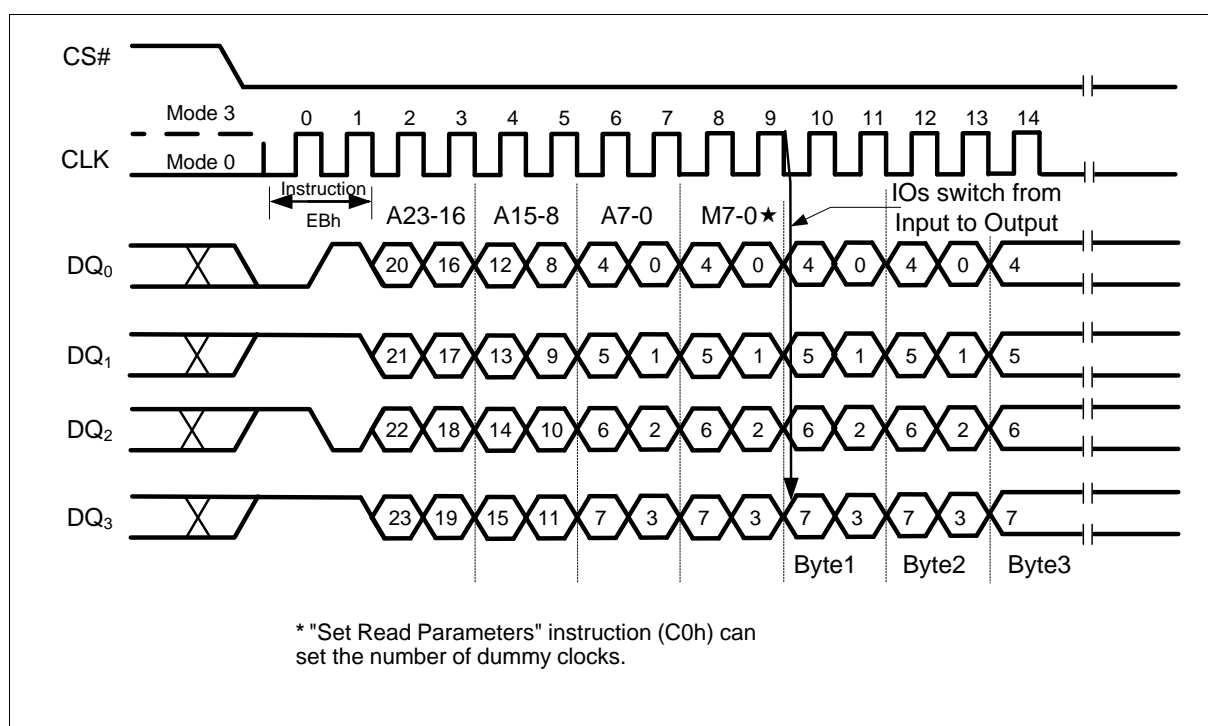 CS#
Mode 3
0 1 2 3 4 5 6 7 8 9 10 11 12 13 14
CLK
Mode 0
Instruction
EBh
A23-16 A15-8 A7-0 M7-0★
IOs switch from
Input to Output
DQ0 20 16 12 8 4 0 4 0 4 0 4 0 4
DQ1 21 17 13 9 5 1 5 1 5 1 5 1 5
DQ2 22 18 14 10 6 2 6 2 6 2 6 2 6
DQ3 23 19 15 11 7 3 7 3 7 3 7 3 7
Byte1 Byte2 Byte3
* "Set Read Parameters" instruction (C0h) can
set the number of dummy clocks.